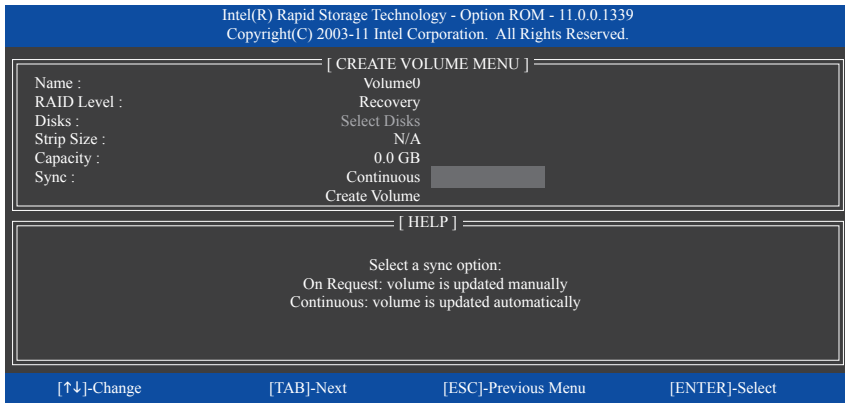 Intel(R) Rapid Storage Technology - Option ROM - 11.0.0.1339
Copyright(C) 2003-11 Intel Corporation. All Rights Reserved.
[ CREATE VOLUME MENU ]
Name : Volume0
RAID Level : Recovery
Disks : Select Disks
Strip Size : N/A
Capacity : 0.0 GB
Sync : Continuous
Create Volume
[ HELP ]
Select a sync option:
On Request: volume is updated manually
Continuous: volume is updated automatically
[↑↓]-Change [TAB]-Next [ESC]-Previous Menu [ENTER]-Select